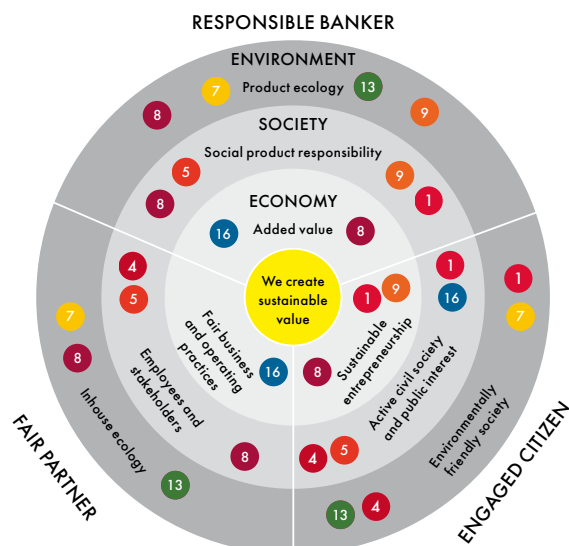 RESPONSIBLE BANKER
ENVIRONMENT
Product ecology
13
7
8
9
SOCIETY
Social product responsibility
5
9
8
1
ECONOMY
Added value
16
8
We create
sustainable
value
4
5
7
8
1
9
1
16
1
7
Fair business
and operating
practices
16
Sustainable
entrepreneurship
8
Employees and
stakeholders
8
Active civil society
and public interest
4
5
Inhouse ecology
13
Environmentally
friendly society
13
4
FAIR PARTNER
ENGAGED CITIZEN